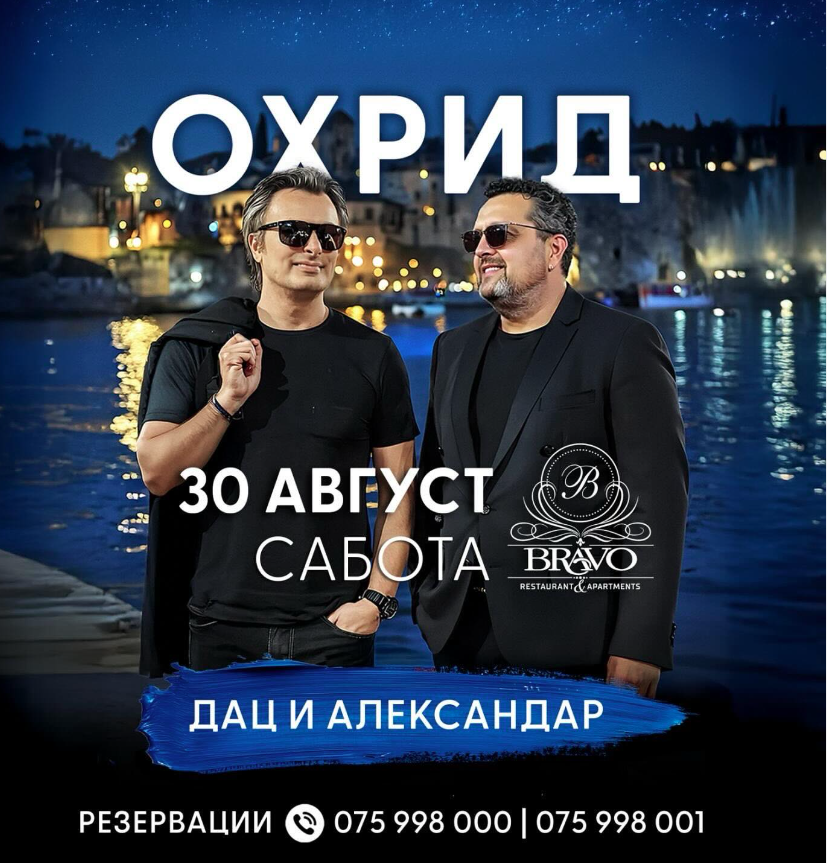 ОХРИД
30 АВГУСТ
САБОТА
B
BRAVO
RESTAURANT & APARTMENTS
ДАЦ И АЛЕКСАНДАР
РЕЗЕРВАЦИИ 075 998 000 | 075 998 001